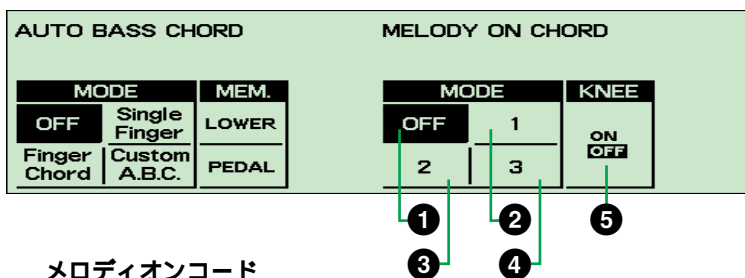 AUTO BASS CHORD
MELODY ON CHORD
MODE MEM.
MODE KNEE
OFF Single Finger LOWER
OFF 1 ON OFF
Finger Chord Custom A.B.C. PEDAL
2 3
1 2 5
3 4
メロディオンコード